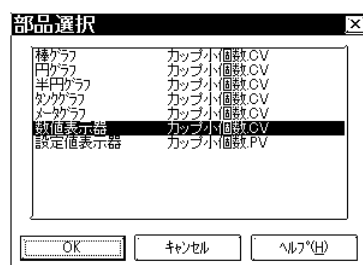 部品選択
棒グラフ カップ小個数.CV
円グラフ カップ小個数.CV
半円グラフ カップ小個数.CV
タンクグラフ カップ小個数.CV
メータグラフ カップ小個数.CV
数値表示器 カップ小個数.CV
設定値表示器 カップ小個数.PV
OK キャンセル ヘルプ(H)